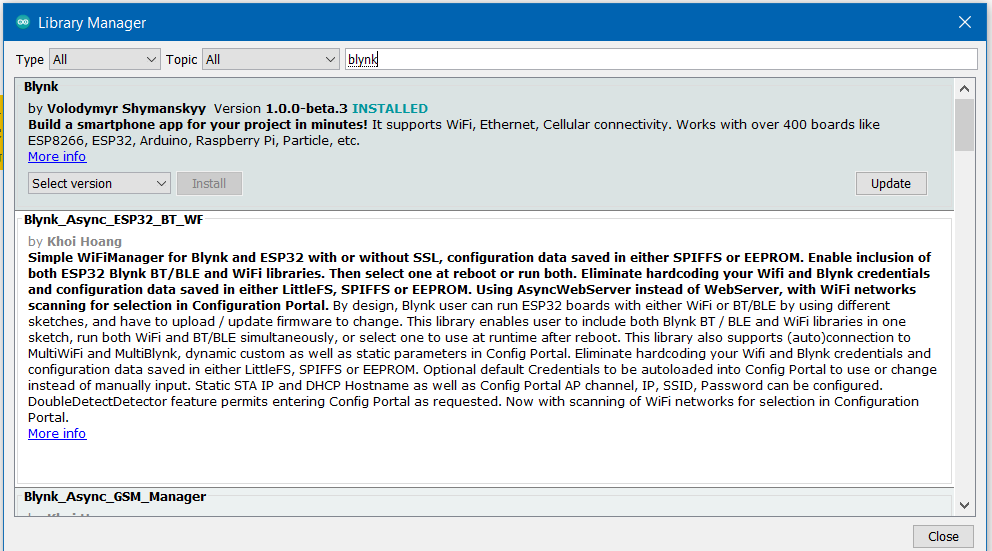 Library Manager
Type All Topic All blynk
Blynk
by Volodymyr Shymanskyy Version 1.0.0-beta.3 INSTALLED
Build a smartphone app for your project in minutes! It supports WiFi, Ethernet, Cellular connectivity. Works with over 400 boards like
ESP8266, ESP32, Arduino, Raspberry Pi, Particle, etc.
More info
Select version Install Update
Blynk_Async_ESP32_BT_WF
by Khoi Hoang
Simple WiFiManager for Blynk and ESP32 with or without SSL, configuration data saved in either SPIFFS or EEPROM. Enable inclusion of
both ESP32 Blynk BT/BLE and WiFi libraries. Then select one at reboot or run both. Eliminate hardcoding your Wifi and Blynk credentials
and configuration data saved in either LittleFS, SPIFFS or EEPROM. Using AsyncWebServer instead of WebServer, with WiFi networks
scanning for selection in Configuration Portal. By design, Blynk user can run ESP32 boards with either WiFi or BT/BLE by using different
sketches, and have to upload / update firmware to change. This library enables user to include both Blynk BT / BLE and WiFi libraries in one
sketch, run both WiFi and BT/BLE simultaneously, or select one to use at runtime after reboot. This library also supports (auto)connection to
MultiWiFi and MultiBlynk, dynamic custom as well as static parameters in Config Portal. Eliminate hardcoding your Wifi and Blynk credentials and
configuration data saved in either LittleFS, SPIFFS or EEPROM. Optional default Credentials to be autoloaded into Config Portal to use or change
instead of manually input. Static STA IP and DHCP Hostname as well as Config Portal AP channel, IP, SSID, Password can be configured.
DoubleDetectDetector feature permits entering Config Portal as requested. Now with scanning of WiFi networks for selection in Configuration
Portal.
More info
Blynk_Async_GSM_Manager
Close